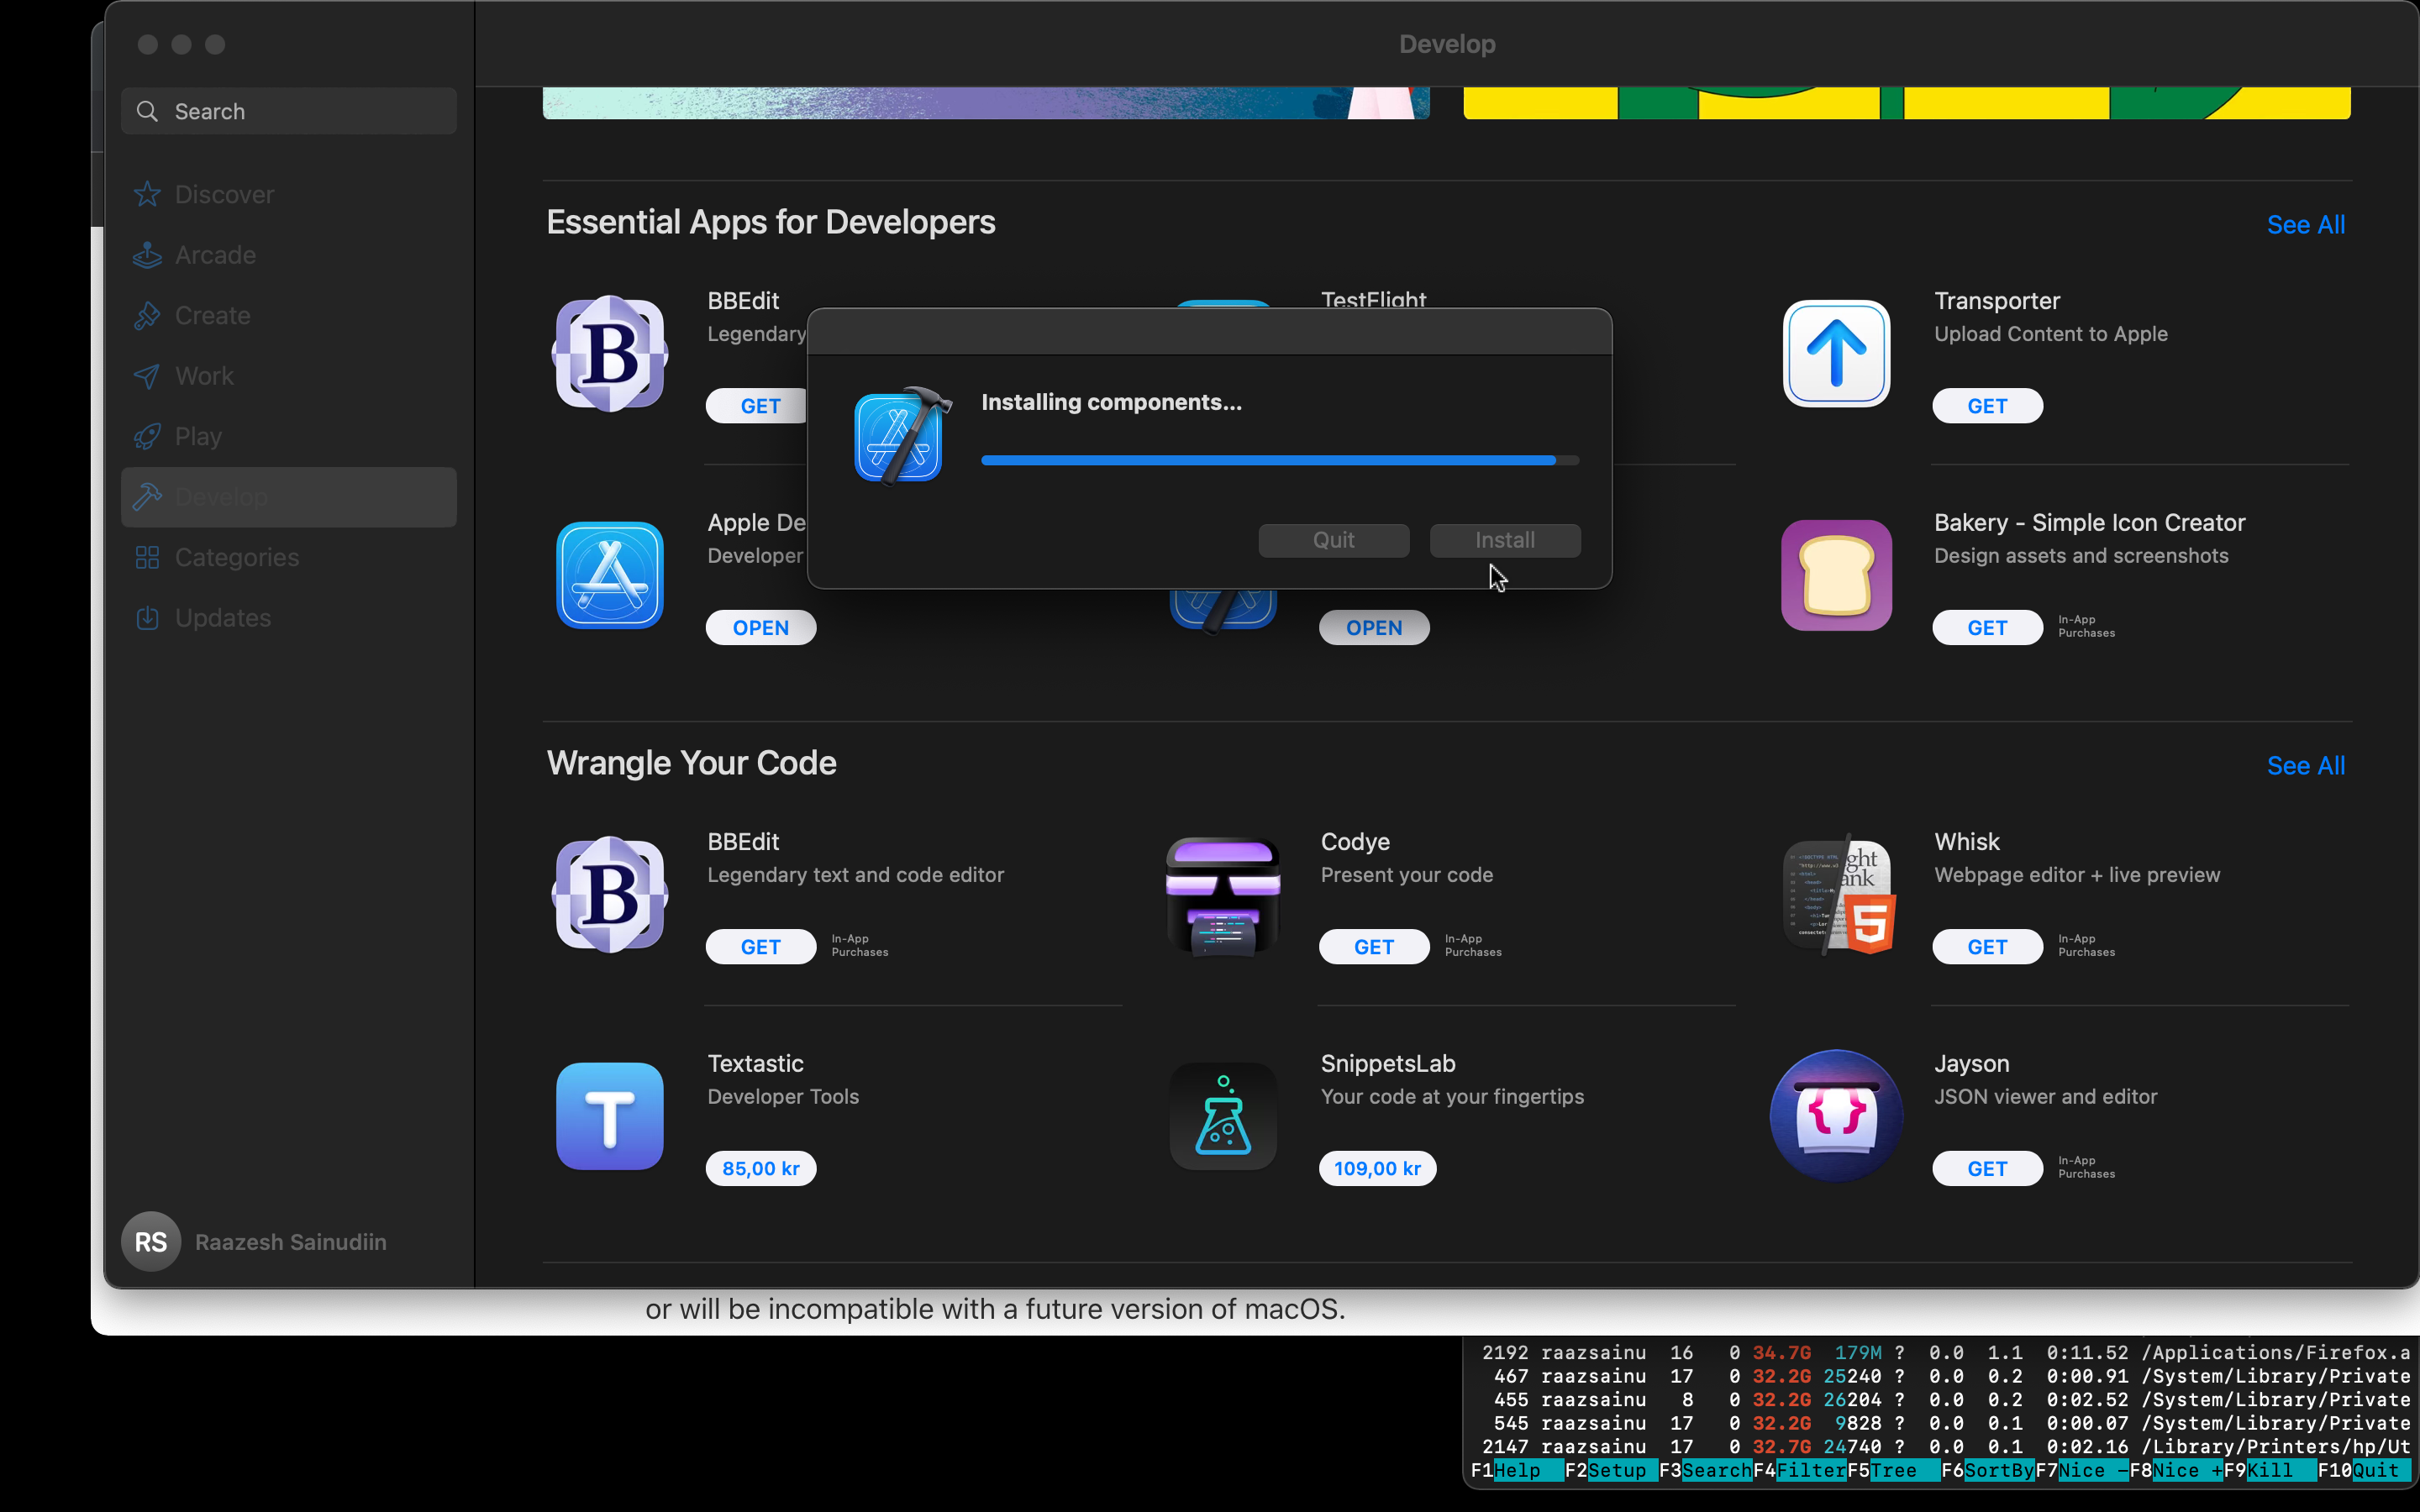 Develop
Search
Discover
Arcade
Create
Work
Play
Develop
Categories
Updates
RS Raazesh Sainudiin
Essential Apps for Developers
See All
BBEdit
Legendary
GET
TestFlight
Transporter
Upload Content to Apple
GET
Installing components...
Quit
Install
Apple De
Developer
OPEN
OPEN
Bakery - Simple Icon Creator
Design assets and screenshots
GET
In-App
Purchases
Wrangle Your Code
See All
BBEdit
Legendary text and code editor
GET
In-App
Purchases
Codye
Present your code
GET
In-App
Purchases
Whisk
Webpage editor + live preview
GET
In-App
Purchases
Textastic
Developer Tools
85,00 kr
SnippetsLab
Your code at your fingertips
109,00 kr
Jayson
JSON viewer and editor
GET
In-App
Purchases
or will be incompatible with a future version of macOS.
2192 raazsainu 16 0 34.7G 179M ? 0.0 1.1 0:11.52 /Applications/Firefox.a
467 raazsainu 17 0 32.2G 25240 ? 0.0 0.2 0:00.91 /System/Library/Private
455 raazsainu 8 0 32.2G 26204 ? 0.0 0.2 0:02.52 /System/Library/Private
545 raazsainu 17 0 32.2G 9828 ? 0.0 0.1 0:00.07 /System/Library/Private
2147 raazsainu 17 0 32.7G 24740 ? 0.0 0.1 0:02.16 /Library/Printers/hp/Ut
F1Help F2Setup F3SearchF4FilterF5Tree F6SortByF7Nice -F8Nice +F9Kill F10Quit